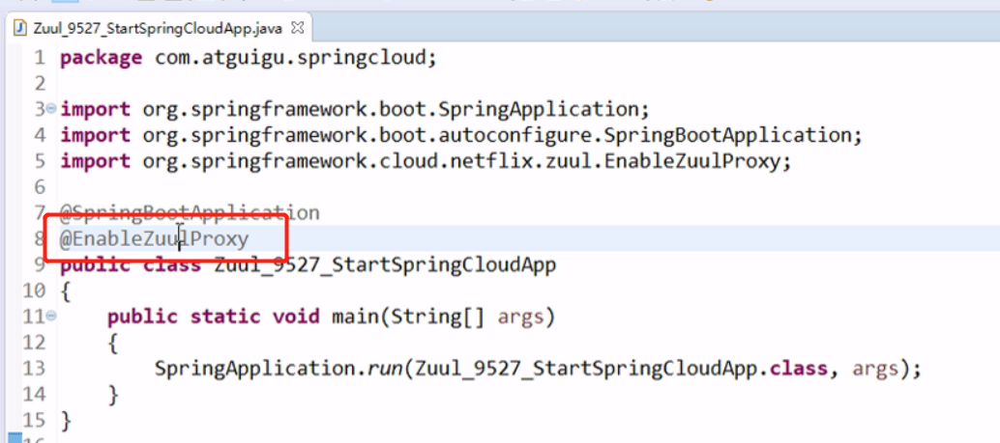 Zuul_9527_StartSpringCloudApp.java
1 package com.atguigu.springcloud;
2
3 import org.springframework.boot.SpringApplication;
4 import org.springframework.boot.autoconfigure.SpringBootApplication;
5 import org.springframework.cloud.netflix.zuul.EnableZuulProxy;
6
7 @SpringBootApplication
8 @EnableZuulProxy
9 public class Zuul_9527_StartSpringCloudApp
10 {
11 public static void main(String[] args)
12 {
13 SpringApplication.run(Zuul_9527_StartSpringCloudApp.class, args);
14 }
15 }